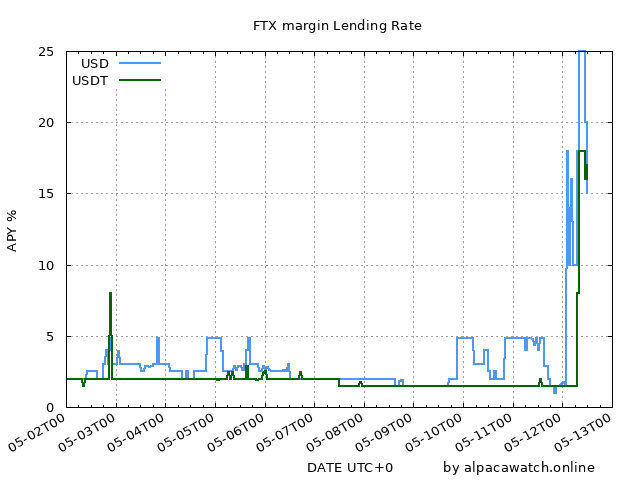 FTX margin Lending Rate
USD
USDT
25
20
15
10
5
0
APY %
05-02T00
05-03T00
05-04T00
05-05T00
05-06T00
05-07T00
05-08T00
05-09T00
05-10T00
05-11T00
05-12T00
05-13T00
DATE UTC+0
by alpacawatch.online